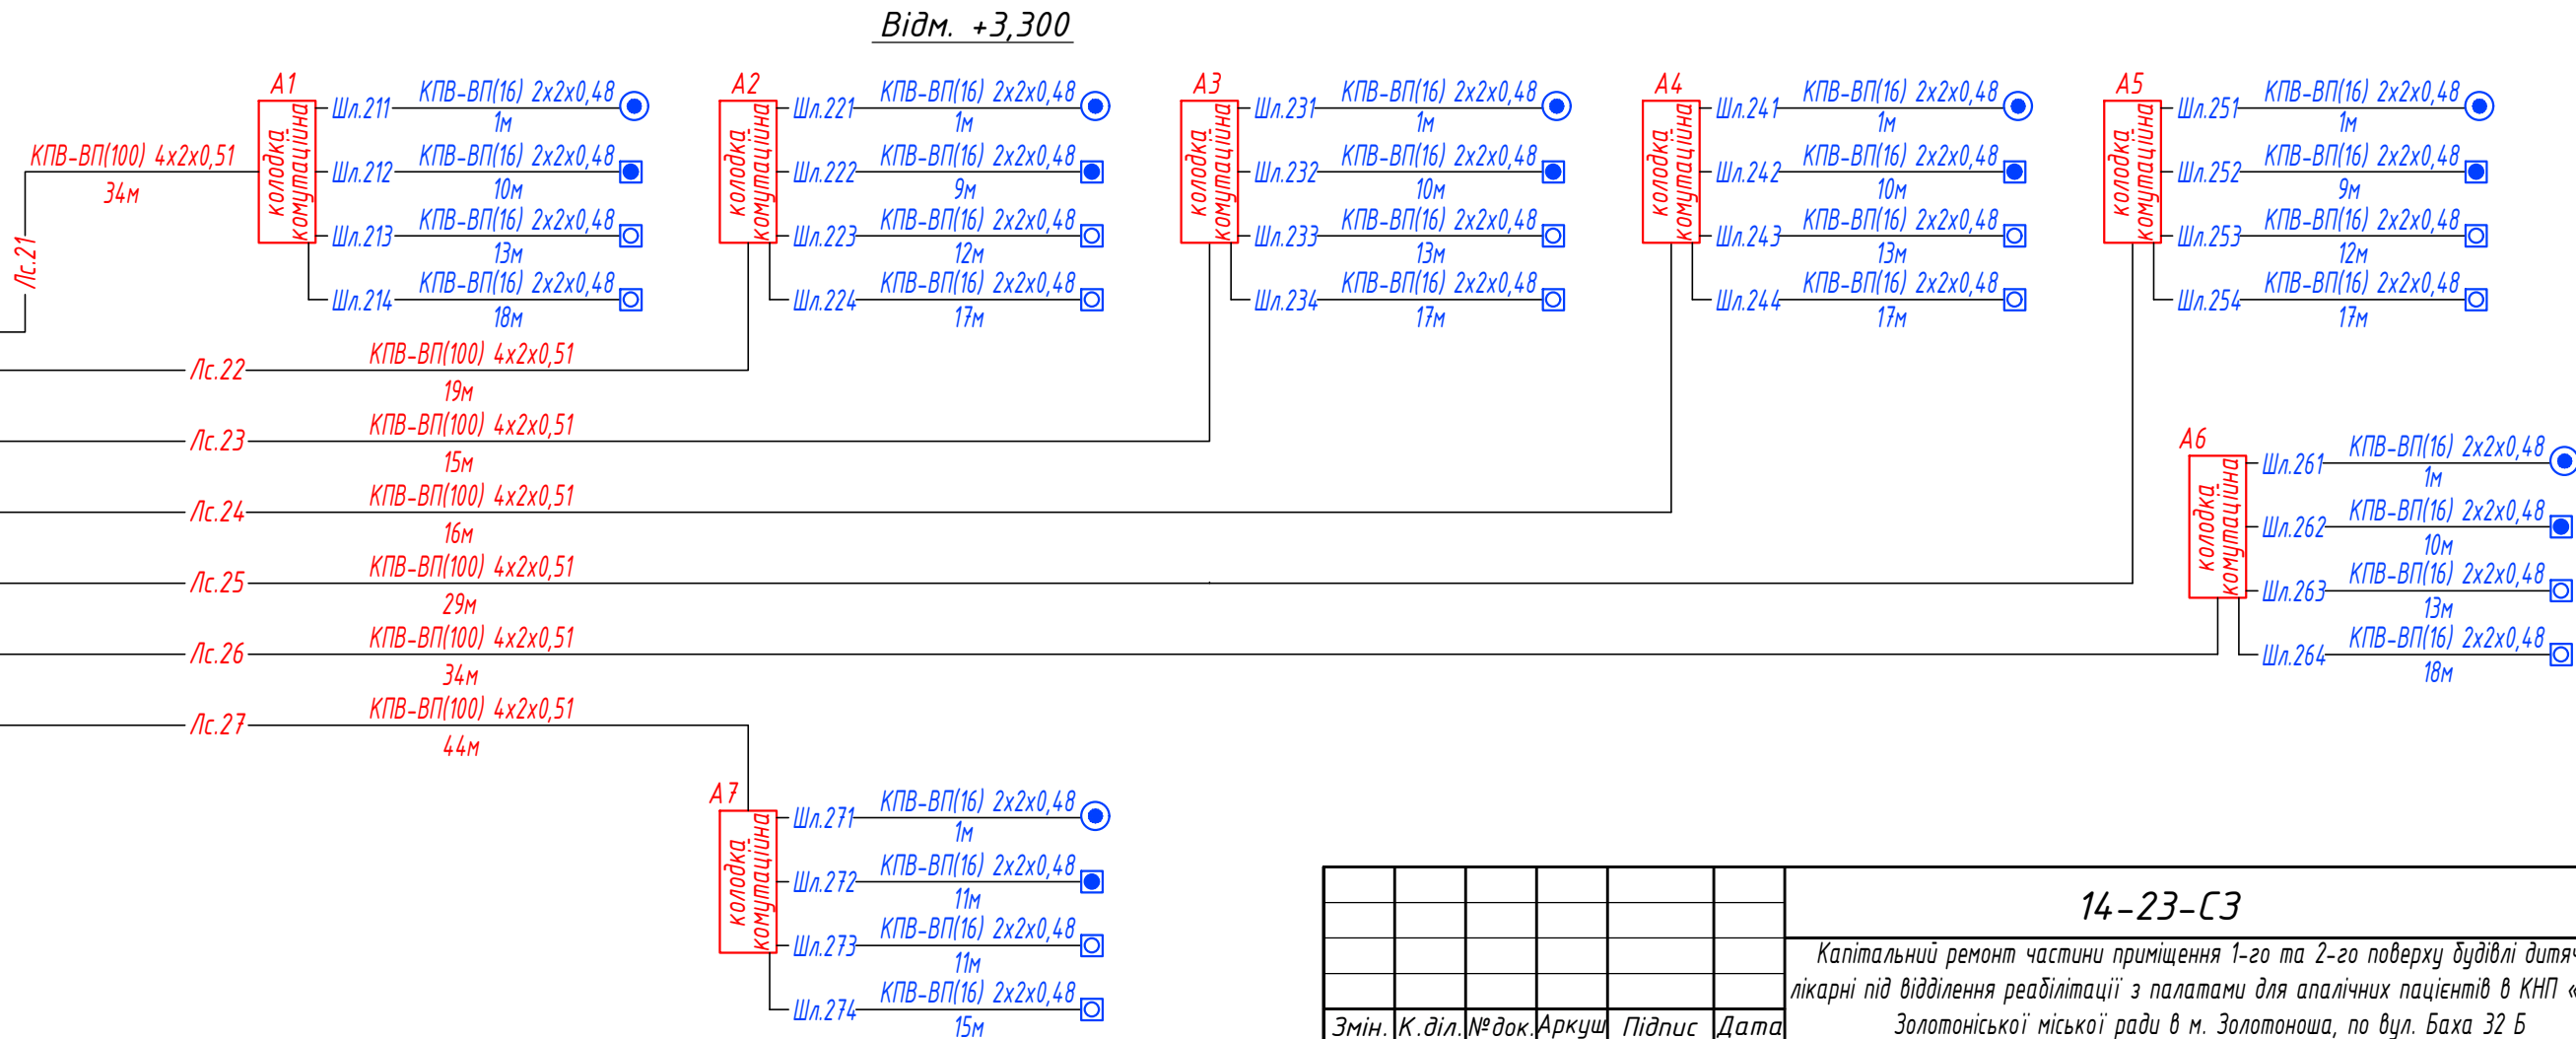 Відм. +3,300
А1
колодка
комутаційна
КПВ-ВП(100) 4х2х0,51
34м
Лс.21
Шл.211
КПВ-ВП(16) 2х2х0,48
1м
Шл.212
КПВ-ВП(16) 2х2х0,48
10м
Шл.213
КПВ-ВП(16) 2х2х0,48
13м
Шл.214
КПВ-ВП(16) 2х2х0,48
18м
А2
колодка
комутаційна
Шл.221
КПВ-ВП(16) 2х2х0,48
1м
Шл.222
КПВ-ВП(16) 2х2х0,48
9м
Шл.223
КПВ-ВП(16) 2х2х0,48
12м
Шл.224
КПВ-ВП(16) 2х2х0,48
17м
А3
колодка
комутаційна
Шл.231
КПВ-ВП(16) 2х2х0,48
1м
Шл.232
КПВ-ВП(16) 2х2х0,48
10м
Шл.233
КПВ-ВП(16) 2х2х0,48
13м
Шл.234
КПВ-ВП(16) 2х2х0,48
17м
А4
колодка
комутаційна
Шл.241
КПВ-ВП(16) 2х2х0,48
1м
Шл.242
КПВ-ВП(16) 2х2х0,48
10м
Шл.243
КПВ-ВП(16) 2х2х0,48
13м
Шл.244
КПВ-ВП(16) 2х2х0,48
17м
А5
колодка
комутаційна
Шл.251
КПВ-ВП(16) 2х2х0,48
1м
Шл.252
КПВ-ВП(16) 2х2х0,48
9м
Шл.253
КПВ-ВП(16) 2х2х0,48
12м
Шл.254
КПВ-ВП(16) 2х2х0,48
17м
Лс.22
КПВ-ВП(100) 4х2х0,51
19м
Лс.23
КПВ-ВП(100) 4х2х0,51
15м
Лс.24
КПВ-ВП(100) 4х2х0,51
16м
Лс.25
КПВ-ВП(100) 4х2х0,51
29м
Лс.26
КПВ-ВП(100) 4х2х0,51
34м
Лс.27
КПВ-ВП(100) 4х2х0,51
44м
А6
колодка
комутаційна
Шл.261
КПВ-ВП(16) 2х2х0,48
1м
Шл.262
КПВ-ВП(16) 2х2х0,48
10м
Шл.263
КПВ-ВП(16) 2х2х0,48
13м
Шл.264
КПВ-ВП(16) 2х2х0,48
18м
А7
колодка
комутаційна
Шл.271
КПВ-ВП(16) 2х2х0,48
1м
Шл.272
КПВ-ВП(16) 2х2х0,48
11м
Шл.273
КПВ-ВП(16) 2х2х0,48
11м
Шл.274
КПВ-ВП(16) 2х2х0,48
15м
14-23-СЗ
Капітальний ремонт частини приміщення 1-го та 2-го поверху будівлі дитяч
лікарні під відділення реабілітації з палатами для апалічних пацієнтів в КНП «
Золотоніської міської ради в м. Золотоноша, по вул. Баха 32 Б
Змін. К.діл. №док. Аркуш Підпис Дата